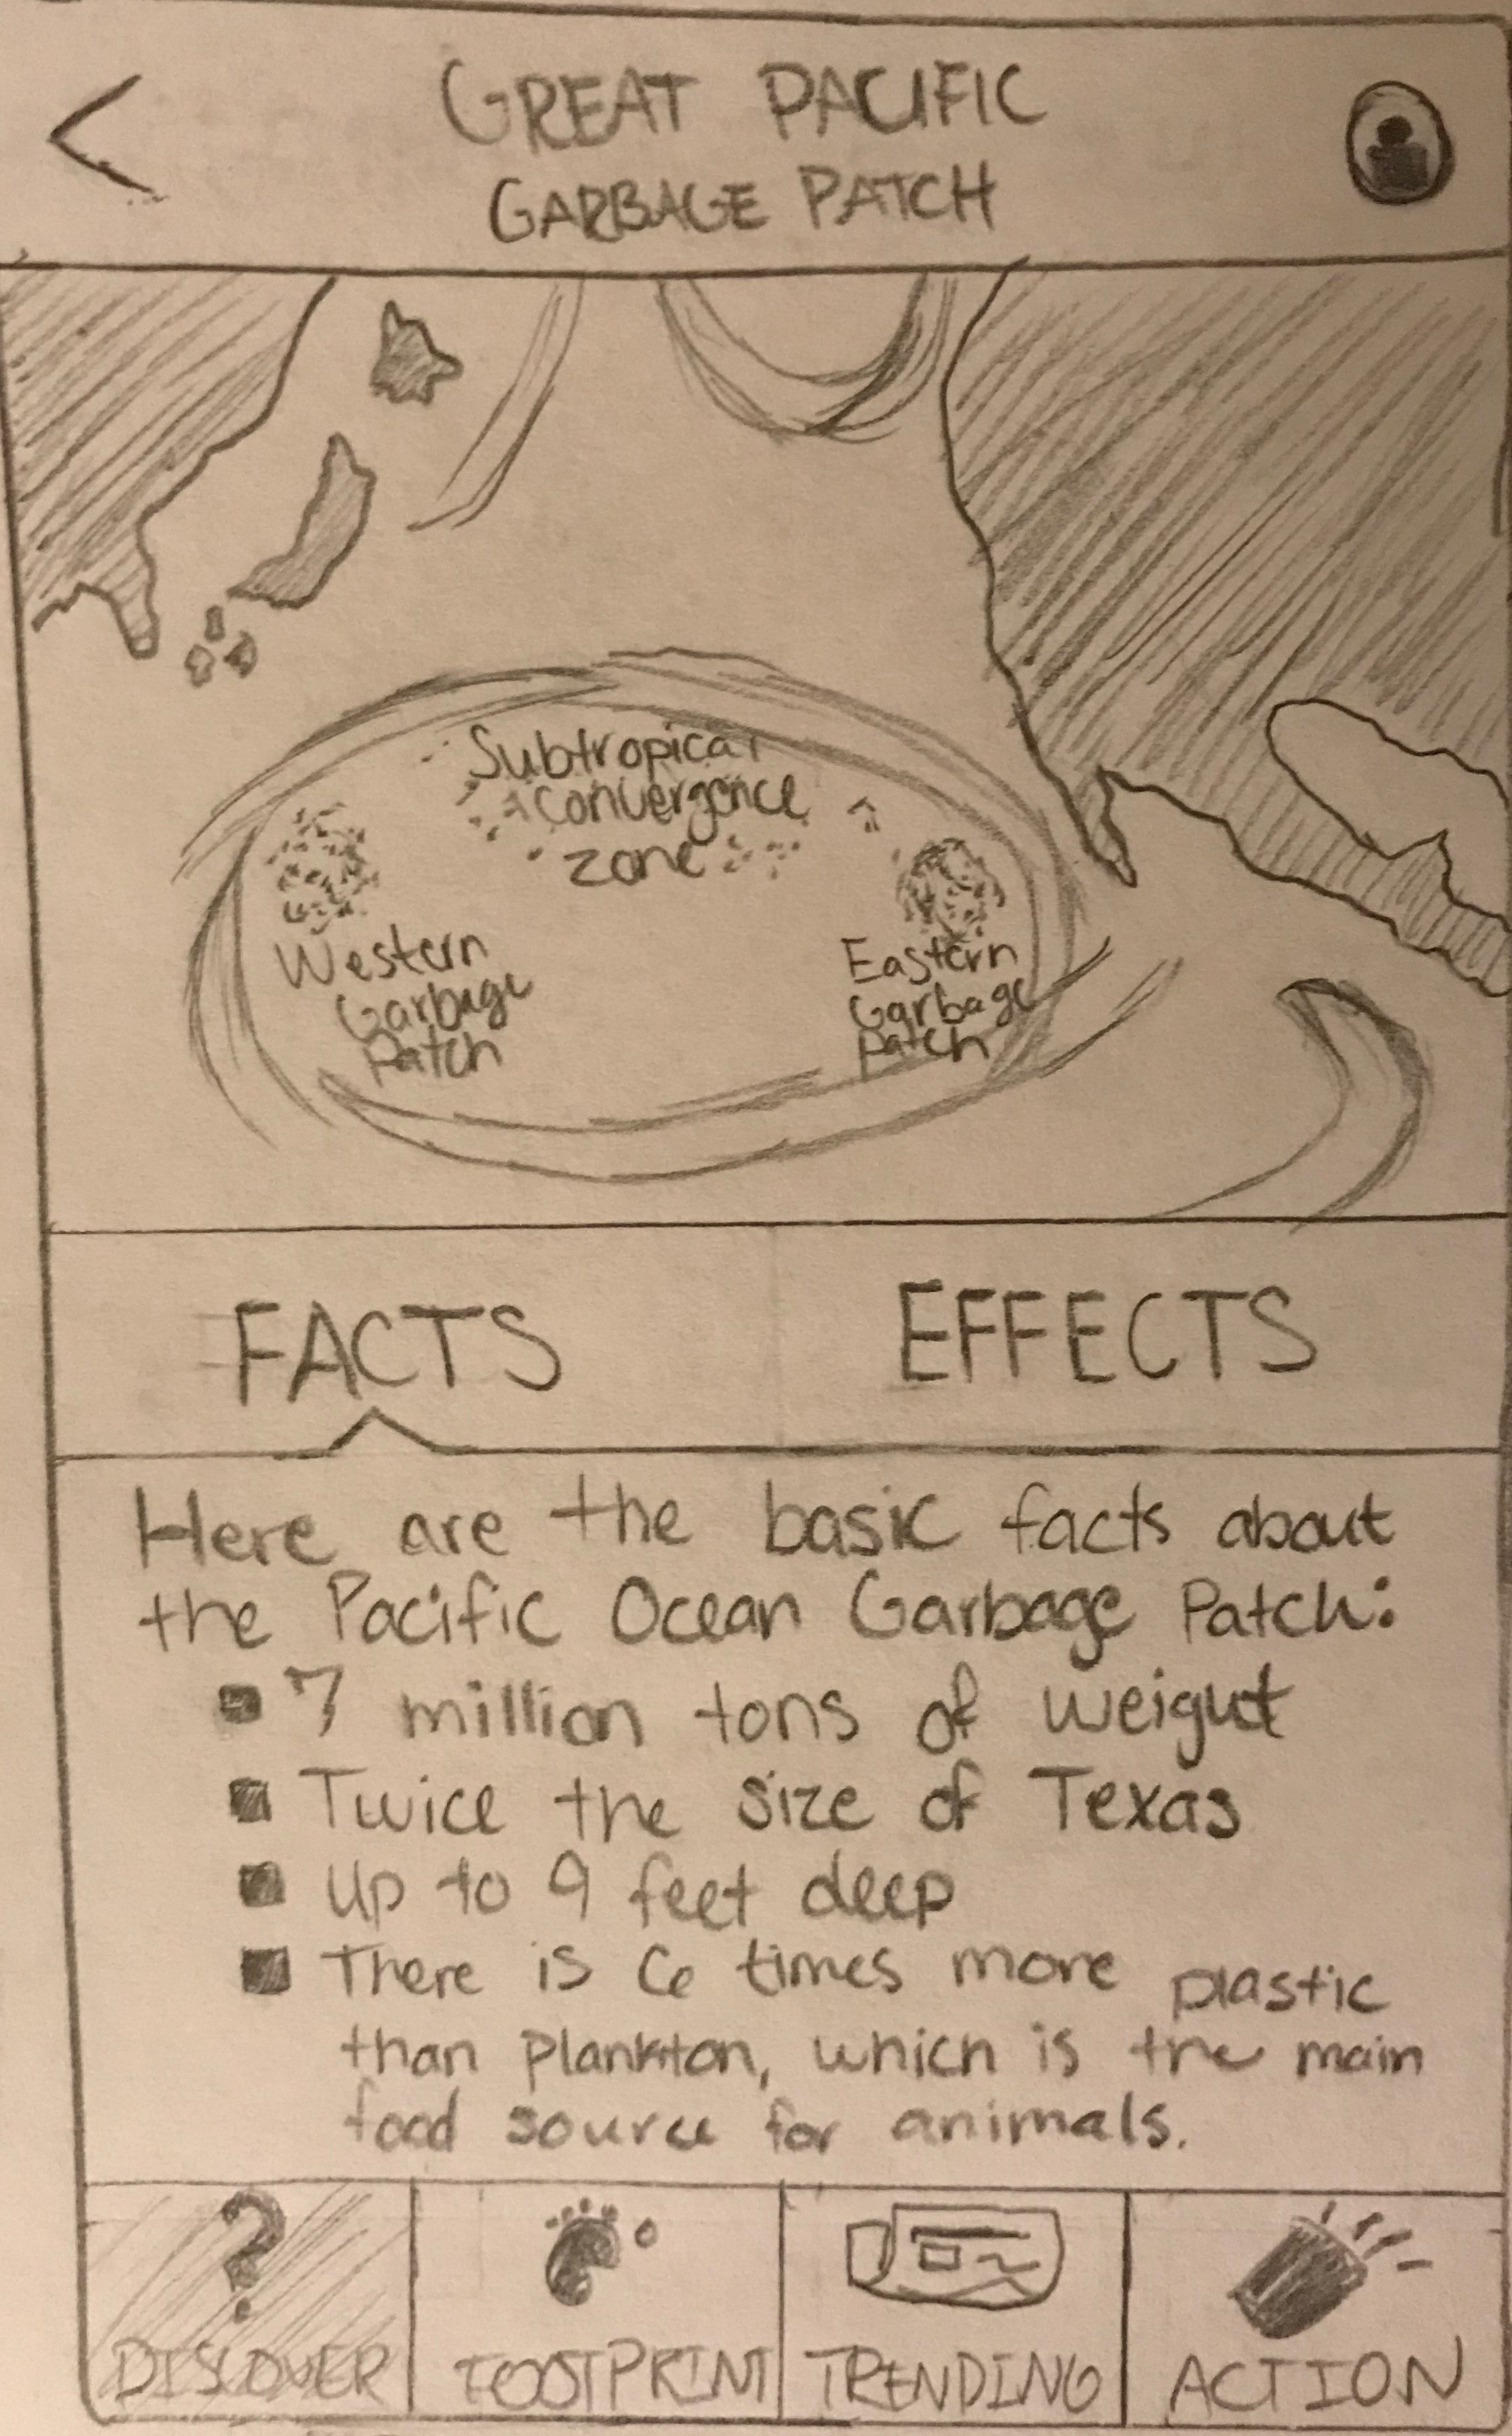 GREAT PACIFIC
GARBAGE PATCH
Subtropical
Convergence
Zone
Western
Garbage
Patch
Eastern
Garbage
Patch
FACTS
EFFECTS
Here are the basic facts about
the Pacific Ocean Garbage Patch:
7 million tons of weight
Twice the size of Texas
Up to 9 feet deep
There is 6 times more plastic
than plankton, which is the main
food source for animals.
?
DISCOVER
FOOTPRINT
TRENDING
ACTION